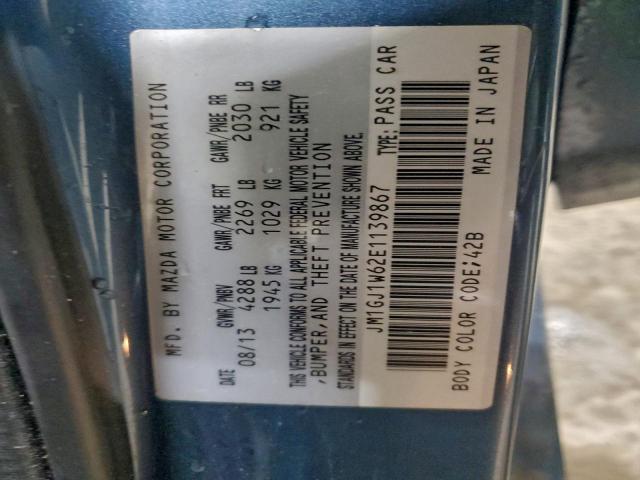 MFD. BY MAZDA MOTOR CORPORATION
DATE GVWR/PNBV GAWR/PNBE FRT GAWR/PNBE RR
08/13 4288 LB 2269 LB 2030 LB
1945 KG 1029 KG 921 KG
THIS VEHICLE CONFORMS TO ALL APPLICABLE FEDERAL MOTOR VEHICLE SAFETY
,BUMPER,AND THEFT PREVENTION
STANDARDS IN EFFECT ON THE DATE OF MANUFACTURE SHOWN ABOVE.
JM1GJ1W62E1139867 TYPE: PASS CAR
BODY COLOR CODE:42B MADE IN JAPAN